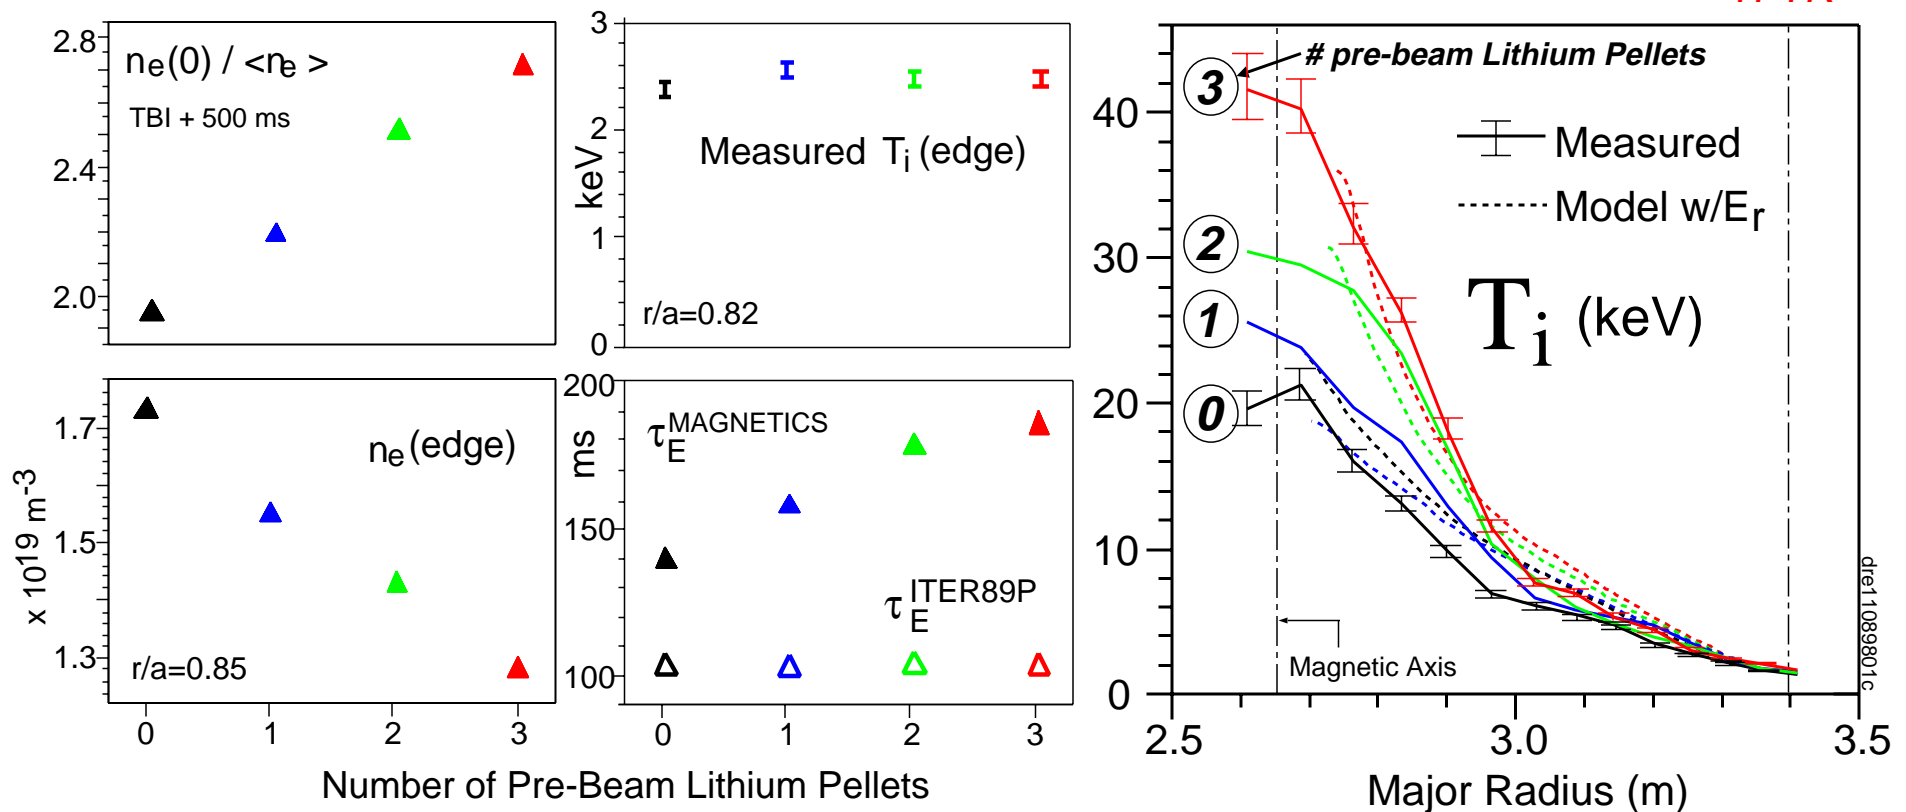 2.8
2.4
2.0
ne(0) / <ne >
TBI + 500 ms
3
2
1
0
keV
Measured Ti (edge)
r/a=0.82
1.7
1.5
1.3
x 10^19 m^-3
ne (edge)
r/a=0.85
0 1 2 3
200
150
100
ms
τE MAGNETICS
τE ITER89P
0 1 2 3
Number of Pre-Beam Lithium Pellets
# pre-beam Lithium Pellets
3
2
1
0
Measured
Model w/Er
Ti (keV)
40
30
20
10
0
Magnetic Axis
2.5 3.0 3.5
Major Radius (m)
dre11089801c